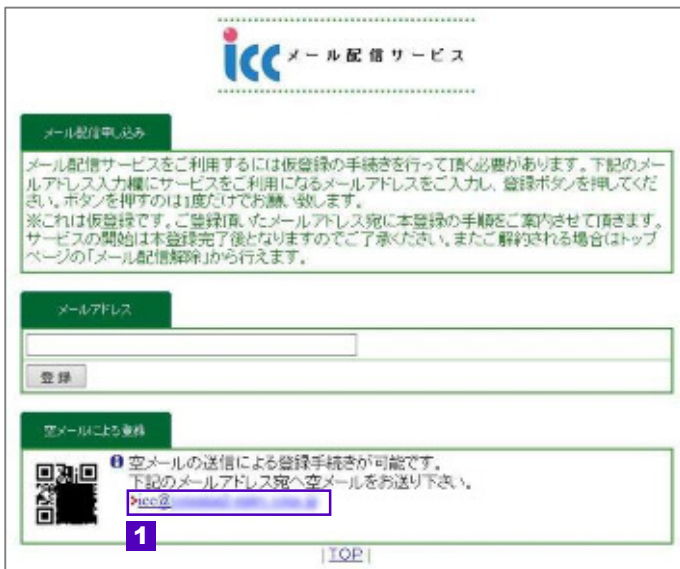 icc メール配信サービス
メール配信申し込み
メール配信サービスをご利用するには仮登録の手続きを行って頂く必要があります。下記のメー
ルアドレス入力欄にサービスをご利用になるメールアドレスをご入力し、登録ボタンを押してくだ
さい。ボタンを押すのは1度だけでお願い致します。
※これは仮登録です。ご登録頂いたメールアドレス宛に本登録の手順をご案内させて頂きます。
サービスの開始は本登録完了後となりますのでご了承ください。またご解約される場合はトップ
ページの「メール配信解除」から行えます。
メールアドレス
登録
空メールによる登録
空メールの送信による登録手続きが可能です。
下記のメールアドレス宛へ空メールをお送り下さい。
>icc@
1
| TOP |